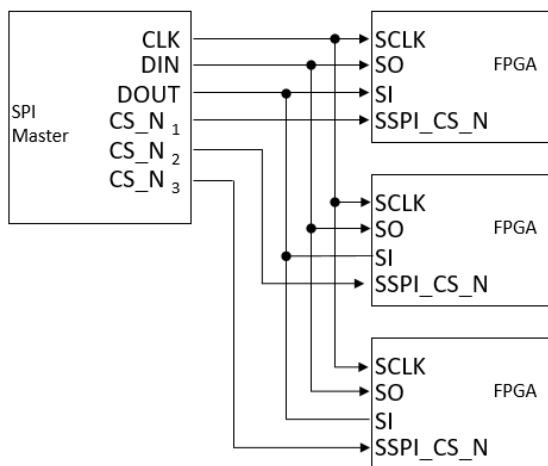 SPI
Master
CLK
DIN
DOUT
CS_N 1
CS_N 2
CS_N 3
SCLK
SO
SI
SSPI_CS_N
FPGA
SCLK
SO
SI
SSPI_CS_N
FPGA
SCLK
SO
SI
SSPI_CS_N
FPGA